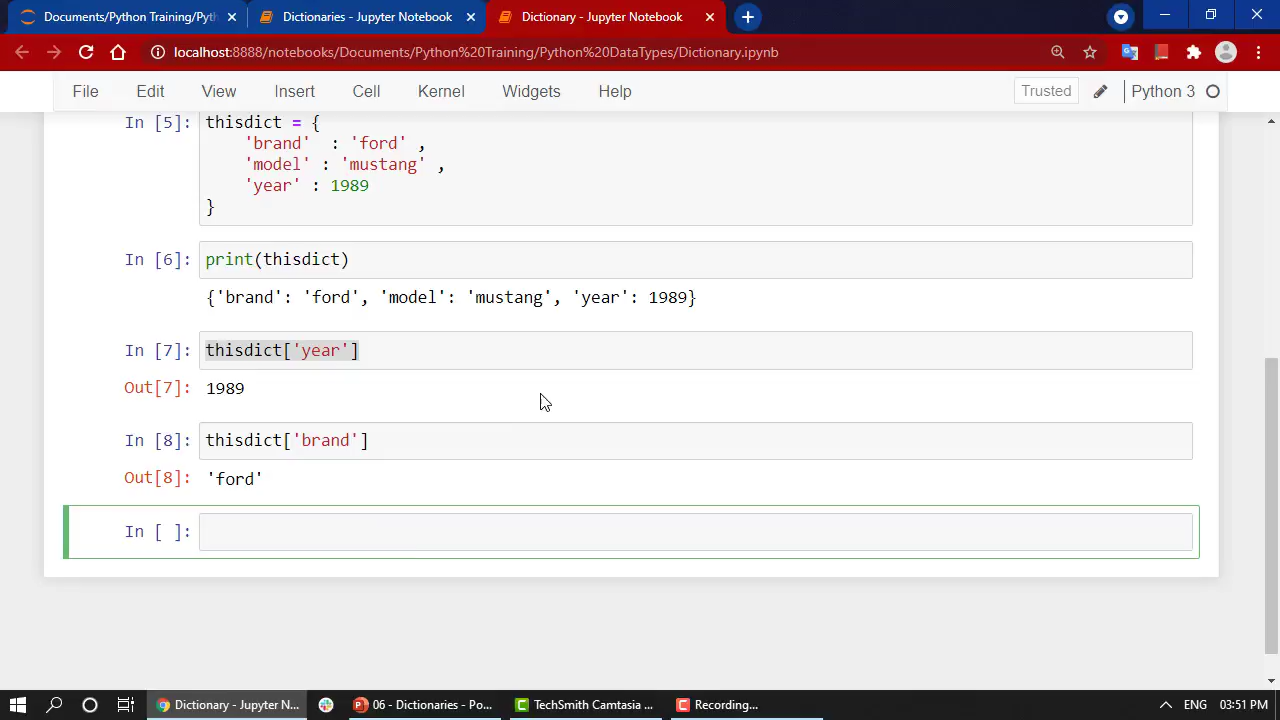 Documents/Python Training/Pyth
Dictionaries - Jupyter Notebook
Dictionary - Jupyter Notebook
localhost:8888/notebooks/Documents/Python%20Training/Python%20DataTypes/Dictionary.ipynb
File Edit View Insert Cell Kernel Widgets Help Trusted Python 3
In [5]: thisdict = {
'brand' : 'ford' ,
'model' : 'mustang' ,
'year' : 1989
}
In [6]: print(thisdict)
{'brand': 'ford', 'model': 'mustang', 'year': 1989}
In [7]: thisdict['year']
Out[7]: 1989
In [8]: thisdict['brand']
Out[8]: 'ford'
In [ ]:
Dictionary - Jupyter N...
06 - Dictionaries - Po...
TechSmith Camtasia ...
Recording...
ENG 03:51 PM